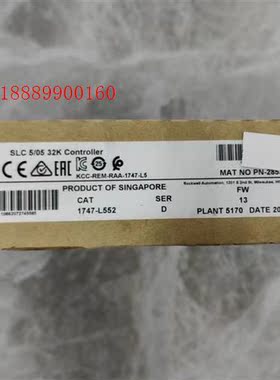 18889900160
SLC 5/05 32K Controller
KCC-REM-RAA-1747-L5
MAT NO PN-285
PRODUCT OF SINGAPORE
FW
CAT SER 13
1747-L552 D PLANT 5170 DATE 20